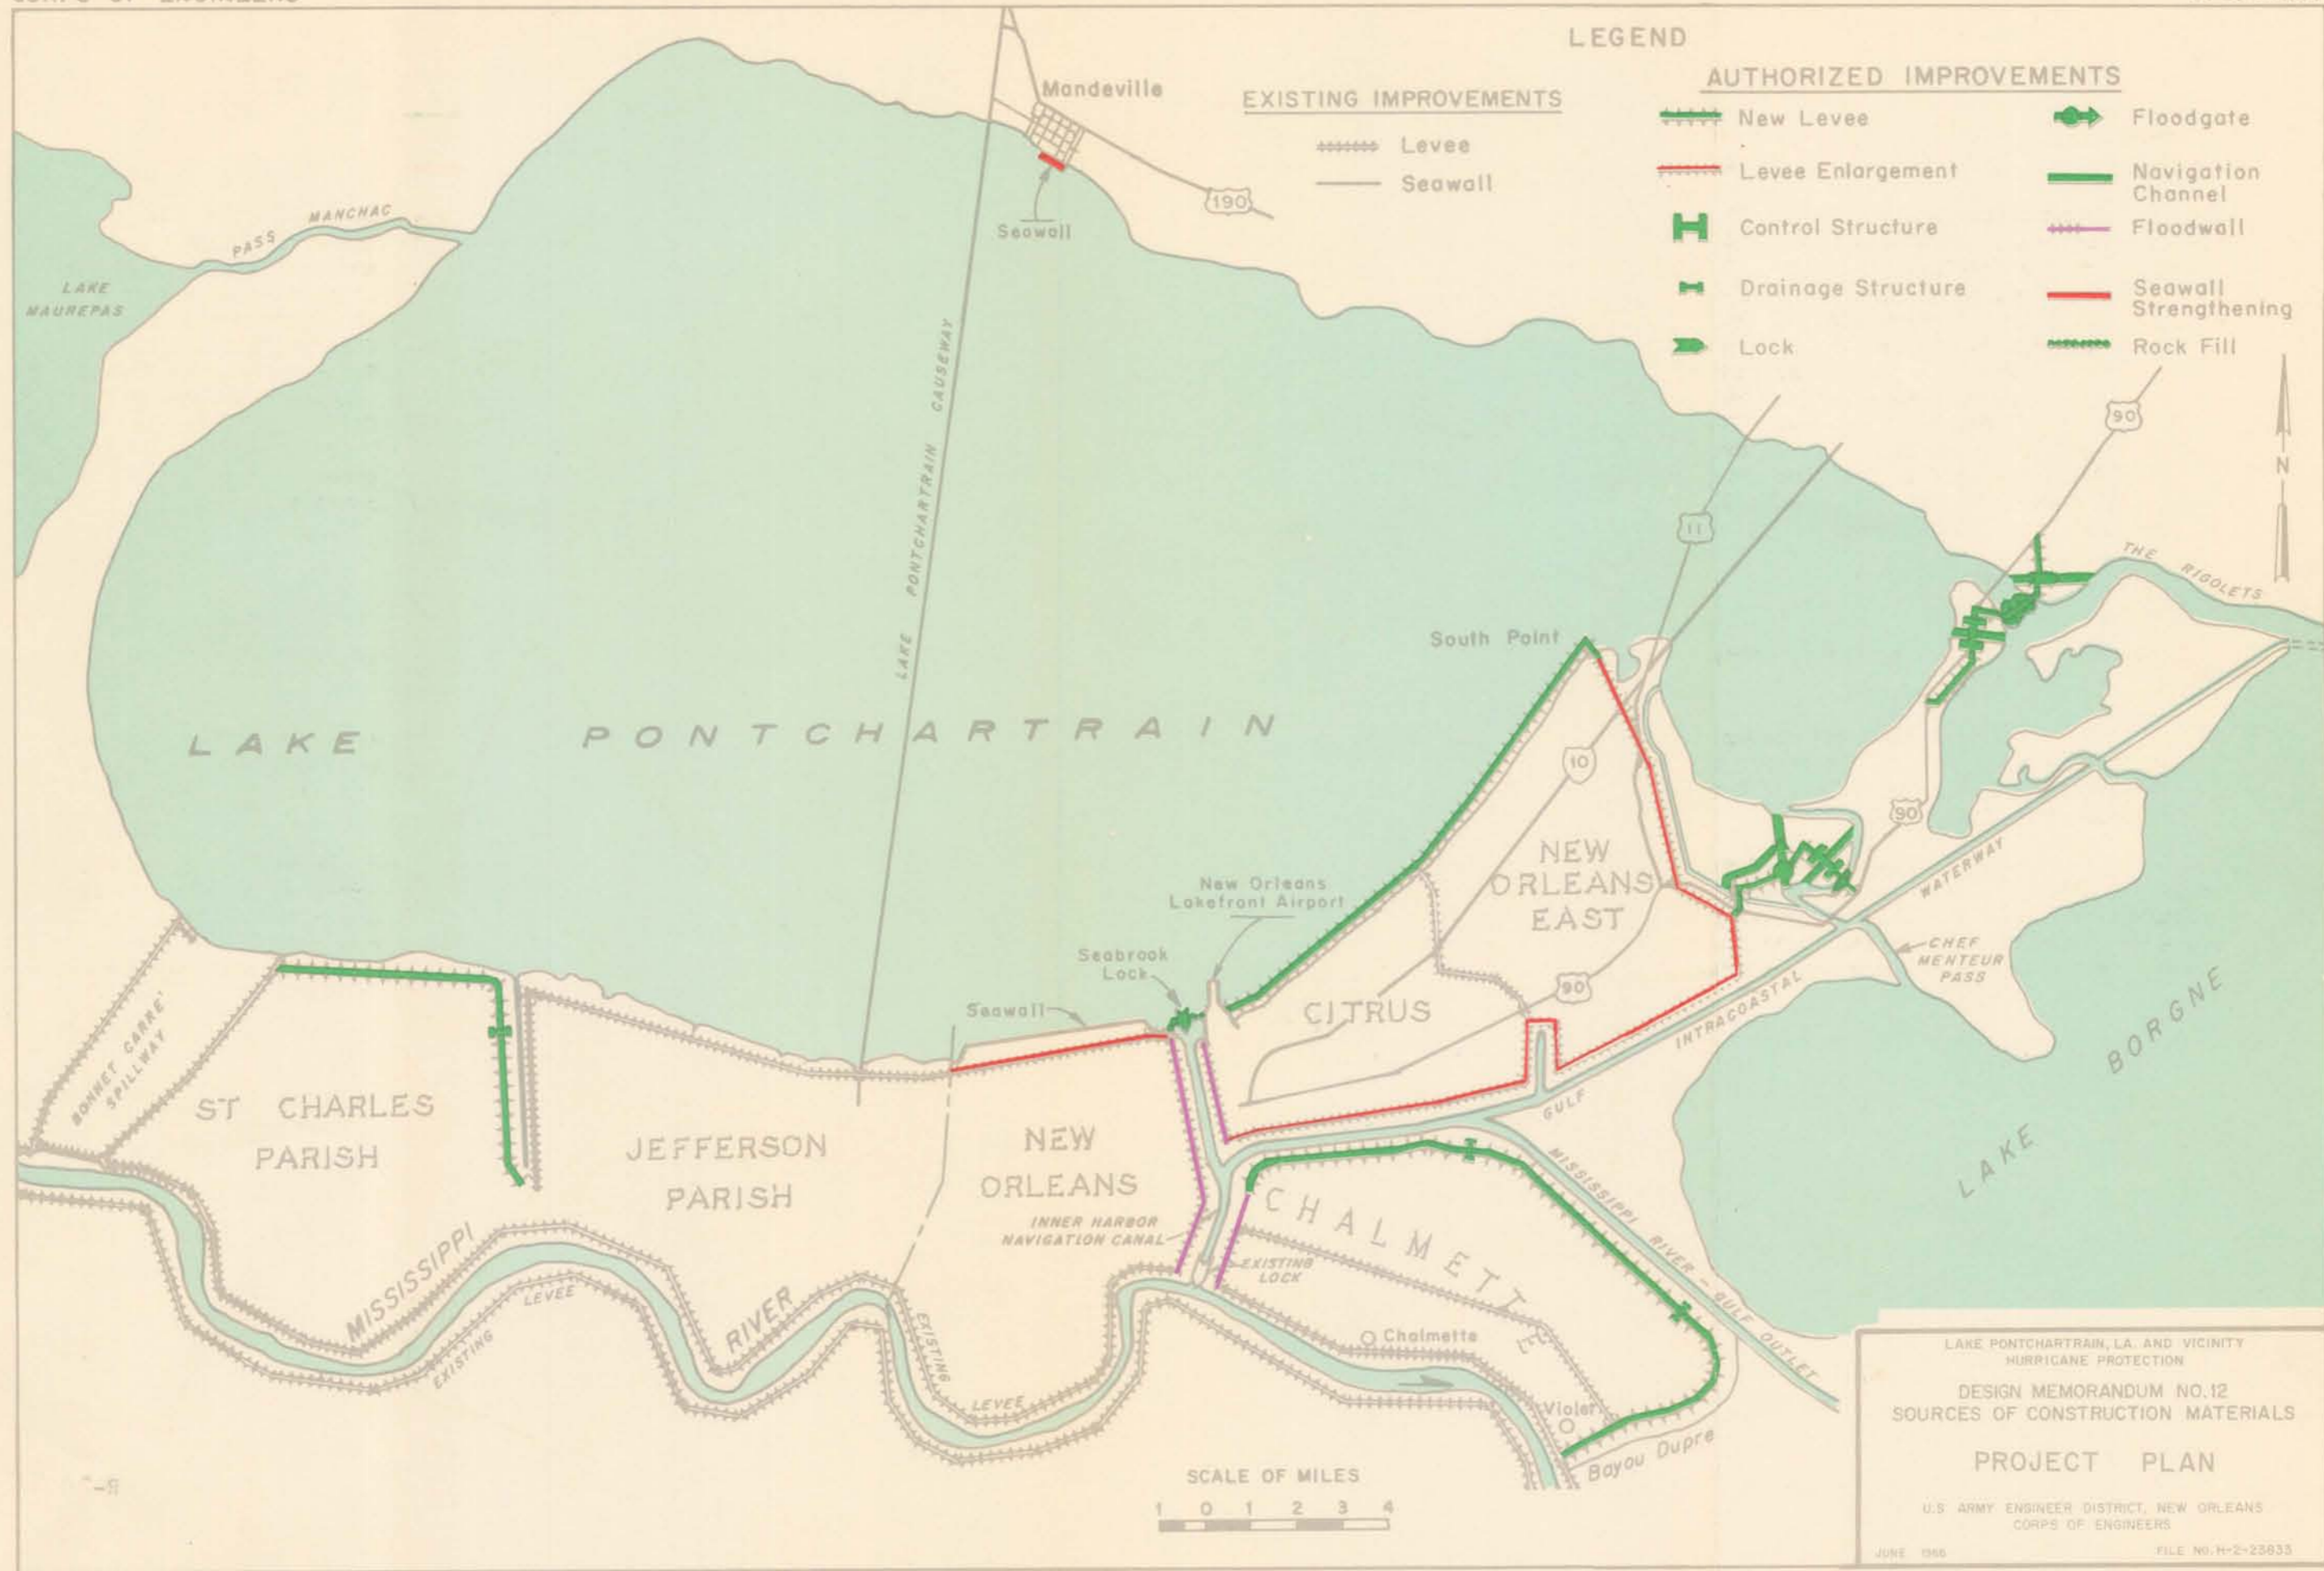 LEGEND
EXISTING IMPROVEMENTS
Levee
Seawall
AUTHORIZED IMPROVEMENTS
New Levee
Levee Enlargement
Control Structure
Drainage Structure
Lock
Floodgate
Navigation
Channel
Floodwall
Seawall
Strengthening
Rock Fill
Mandeville
190
Seawall
PASS MANCHAC
LAKE
MAUREPAS
LAKE PONTCHARTRAIN CAUSEWAY
90
N
11
THE RIGOLETS
South Point
LAKE PONTCHARTRAIN
10
90
NEW
ORLEANS
EAST
WATERWAY
New Orleans
Lakefront Airport
Seabrook
Lock
CHEF
MENTEUR
PASS
90
Seawall
CITRUS
INTRACOASTAL
GULF
LAKE BORGNE
BONNET CARRE'
SPILLWAY
ST CHARLES
PARISH
JEFFERSON
PARISH
NEW
ORLEANS
INNER HARBOR
NAVIGATION CANAL
EXISTING
LOCK
CHALMETTE
MISSISSIPPI RIVER - GULF OUTLET
MISSISSIPPI RIVER
LEVEE
EXISTING
EXISTING
LEVEE
Chalmette
Violet
Bayou Dupre
SCALE OF MILES
1 0 1 2 3 4
LAKE PONTCHARTRAIN, LA. AND VICINITY
HURRICANE PROTECTION
DESIGN MEMORANDUM NO. 12
SOURCES OF CONSTRUCTION MATERIALS
PROJECT PLAN
U.S. ARMY ENGINEER DISTRICT, NEW ORLEANS
CORPS OF ENGINEERS
JUNE 1966
FILE NO. H-2-23833